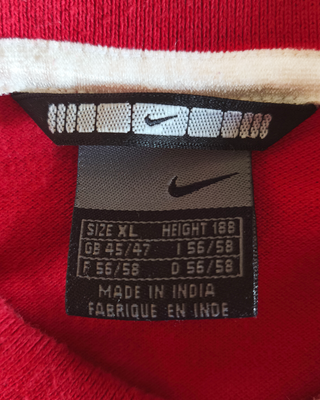 SIZE XL HEIGHT 188
GB 45/47 I 56/58
F 56/58 D 56/58
MADE IN INDIA
FABRIQUE EN INDE